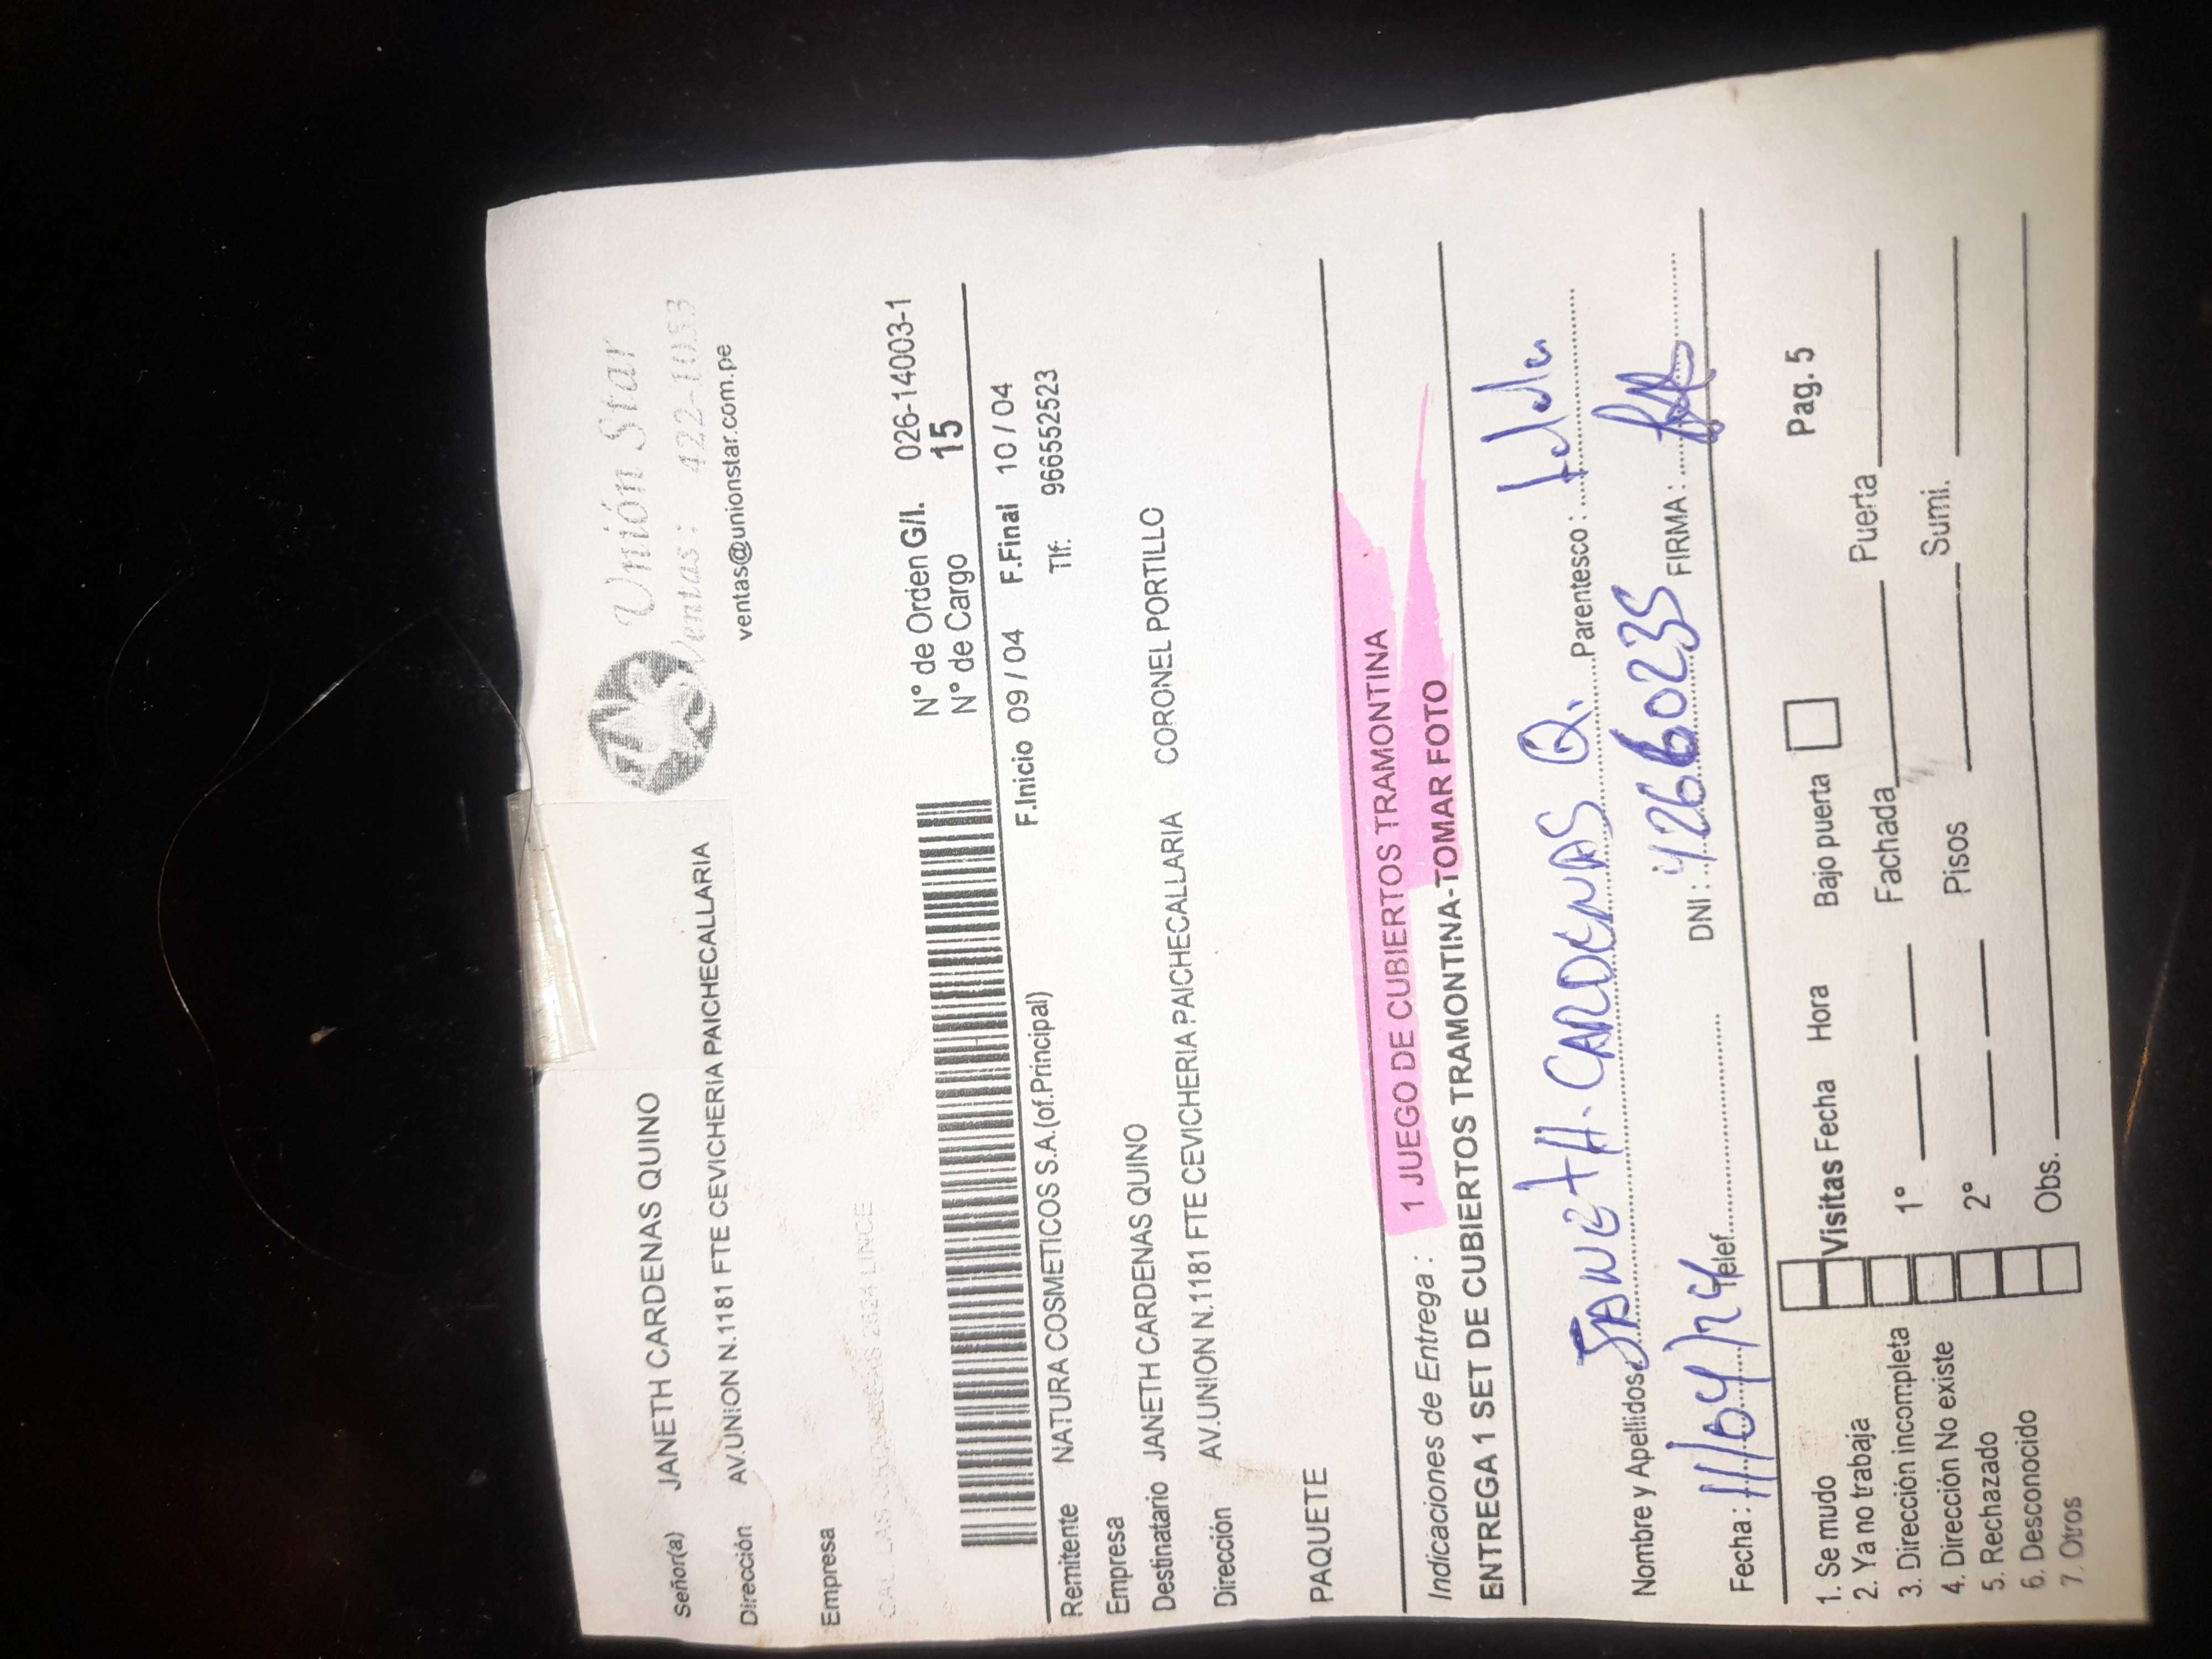 Unión Star
Ventas: 422-1053
ventas@unionstar.com.pe
Señor(a) JANETH CARDENAS QUINO
Dirección AV.UNION N.1181 FTE CEVICHERIA PAICHECALLARIA
Empresa
N° de Orden G/I. 026-14003-1
N° de Cargo 15
F.Inicio 09 / 04 F.Final 10 / 04
Remitente NATURA COSMETICOS S.A.(of.Principal) Tlf: 966552523
Empresa
Destinatario JANETH CARDENAS QUINO
Dirección AV.UNION N.1181 FTE CEVICHERIA PAICHECALLARIA CORONEL PORTILLO
PAQUETE
Indicaciones de Entrega : 1 JUEGO DE CUBIERTOS TRAMONTINA
ENTREGA 1 SET DE CUBIERTOS TRAMONTINA-TOMAR FOTO
Nombre y Apellidos: JANETH. CARDENAS Q. Parentesco :
Fecha : 11/04/24 Telef. DNI : 42666023S FIRMA :
1. Se mudo
2. Ya no trabaja
3. Dirección incompleta
4. Dirección No existe
5. Rechazado
6. Desconocido
7. Otros
Visitas Fecha Hora Bajo puerta Pag. 5
1° Fachada Puerta
2° Pisos Sumi.
Obs.